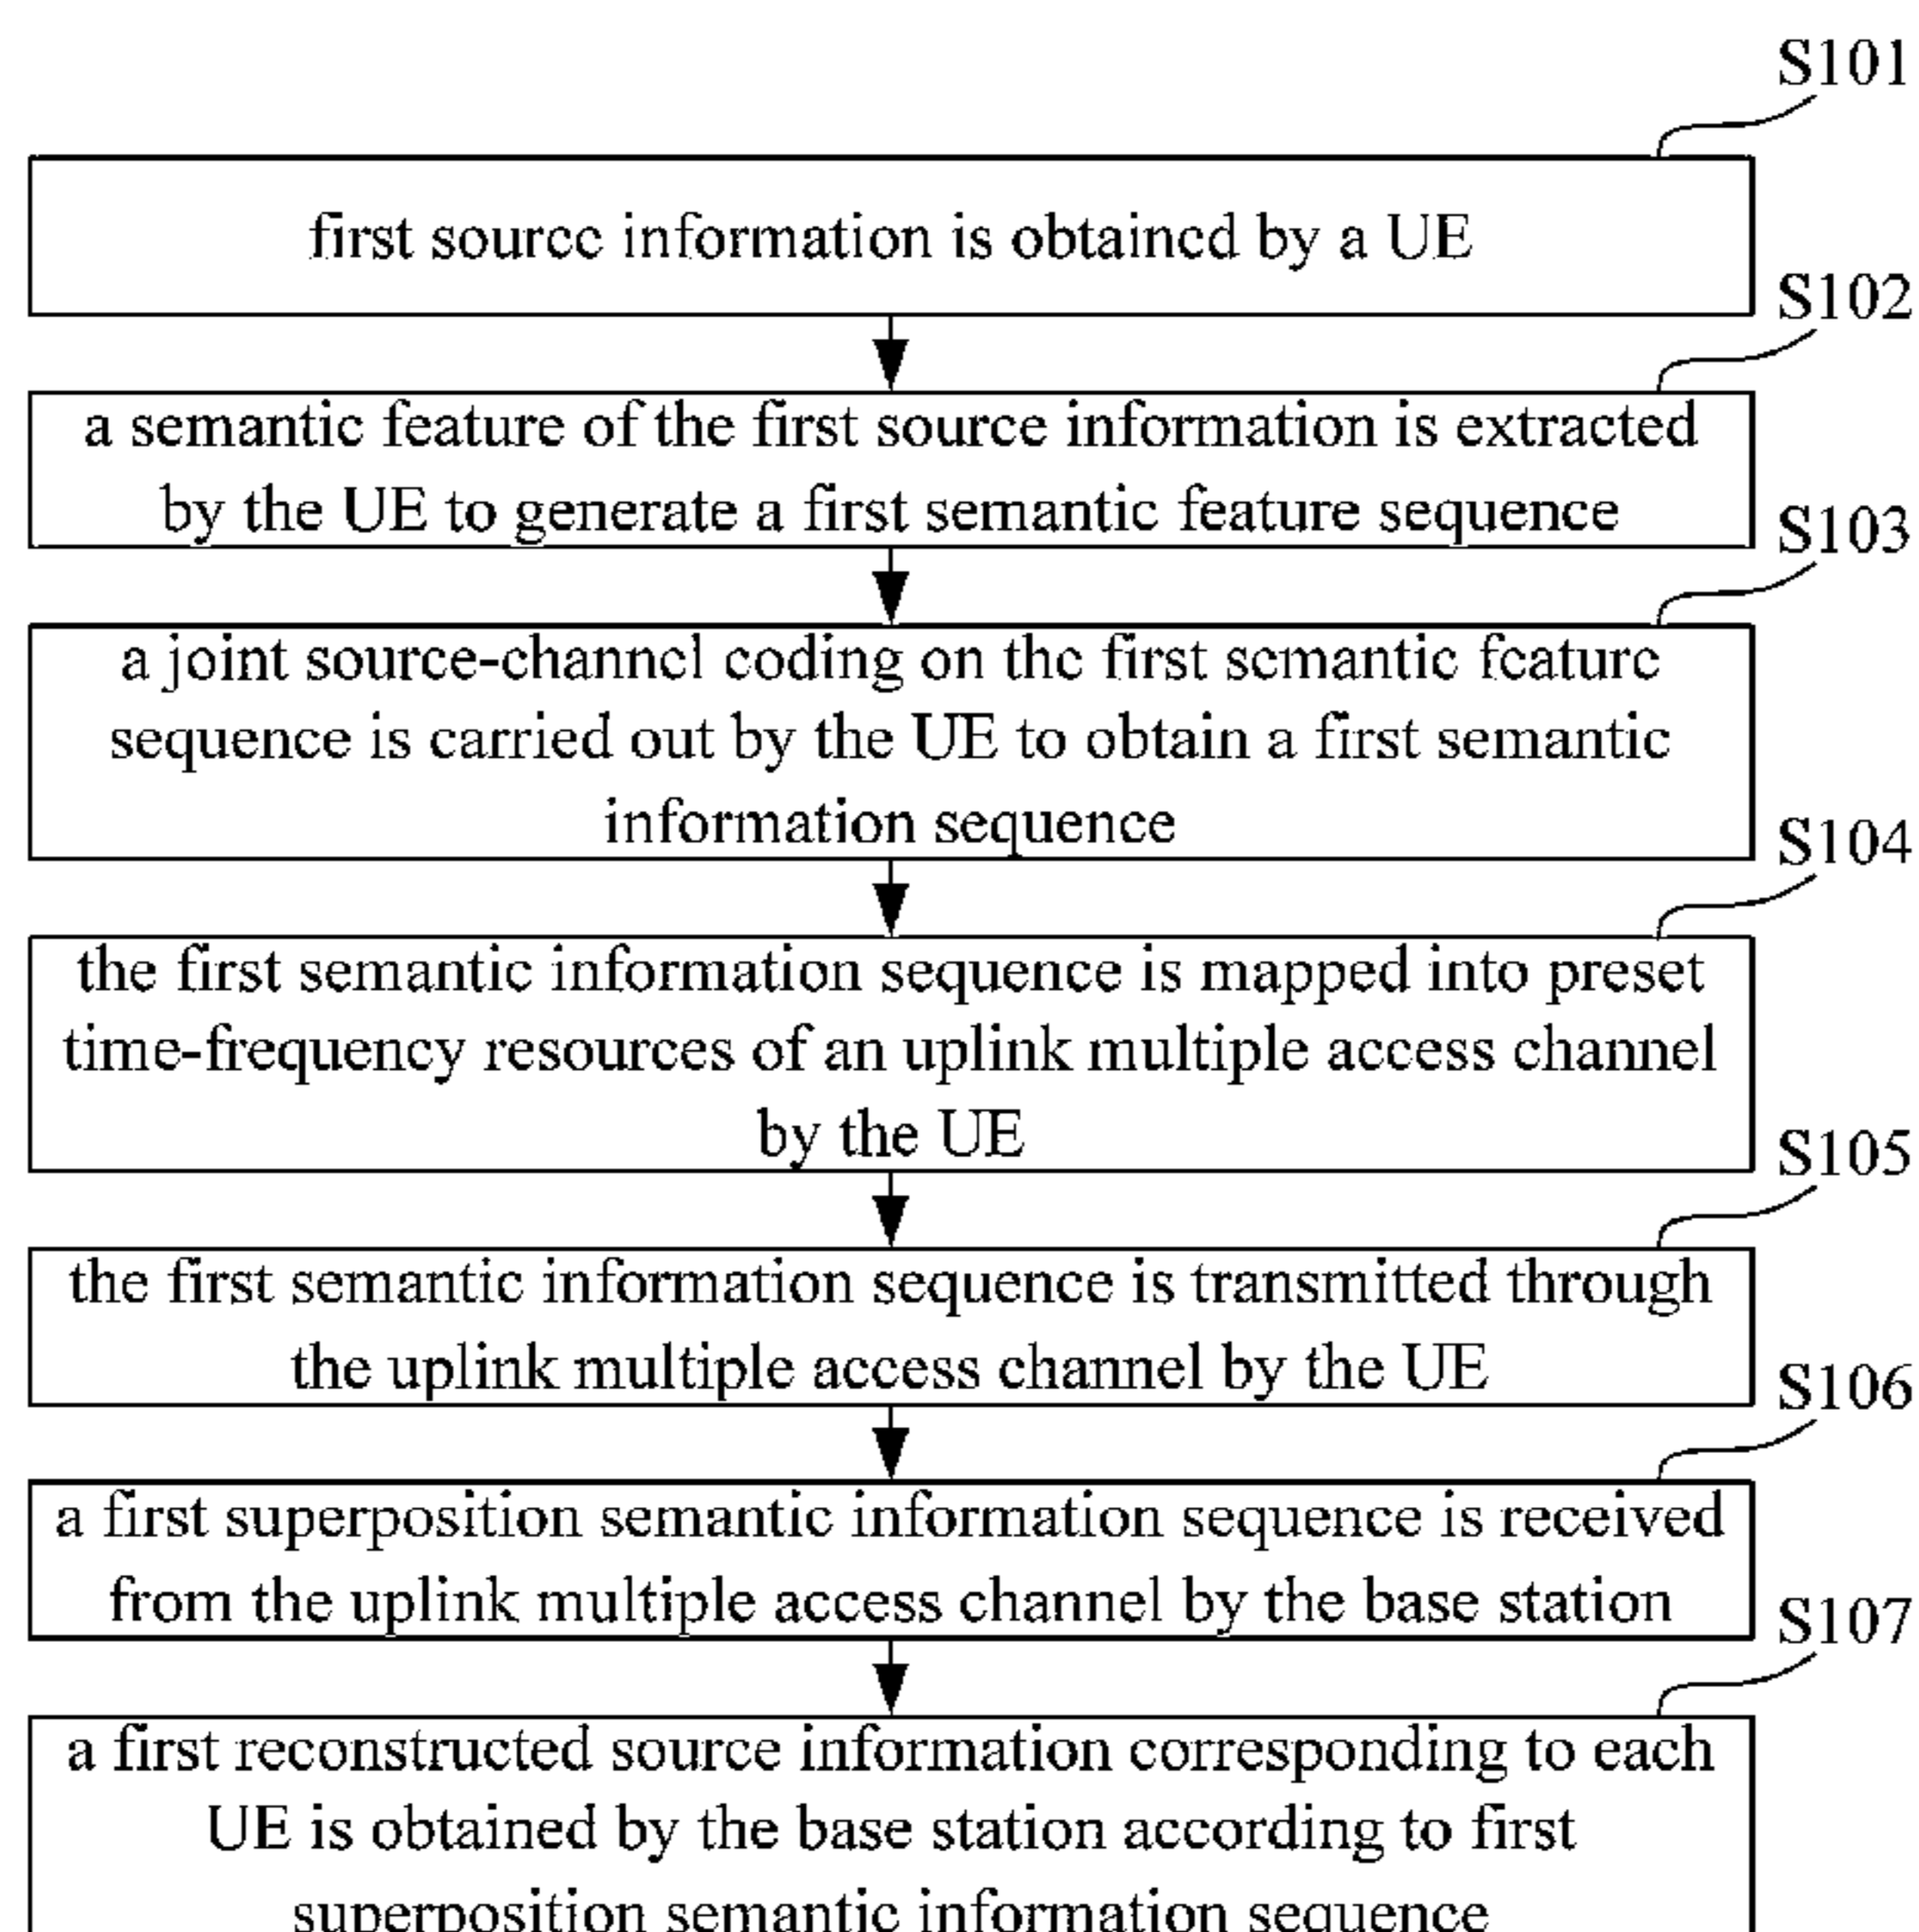 S101
first source information is obtained by a UE
S102
a semantic feature of the first source information is extracted
by the UE to generate a first semantic feature sequence
S103
a joint source-channel coding on the first semantic feature
sequence is carried out by the UE to obtain a first semantic
information sequence
S104
the first semantic information sequence is mapped into preset
time-frequency resources of an uplink multiple access channel
by the UE
S105
the first semantic information sequence is transmitted through
the uplink multiple access channel by the UE
S106
a first superposition semantic information sequence is received
from the uplink multiple access channel by the base station
S107
a first reconstructed source information corresponding to each
UE is obtained by the base station according to first
superposition semantic information sequence